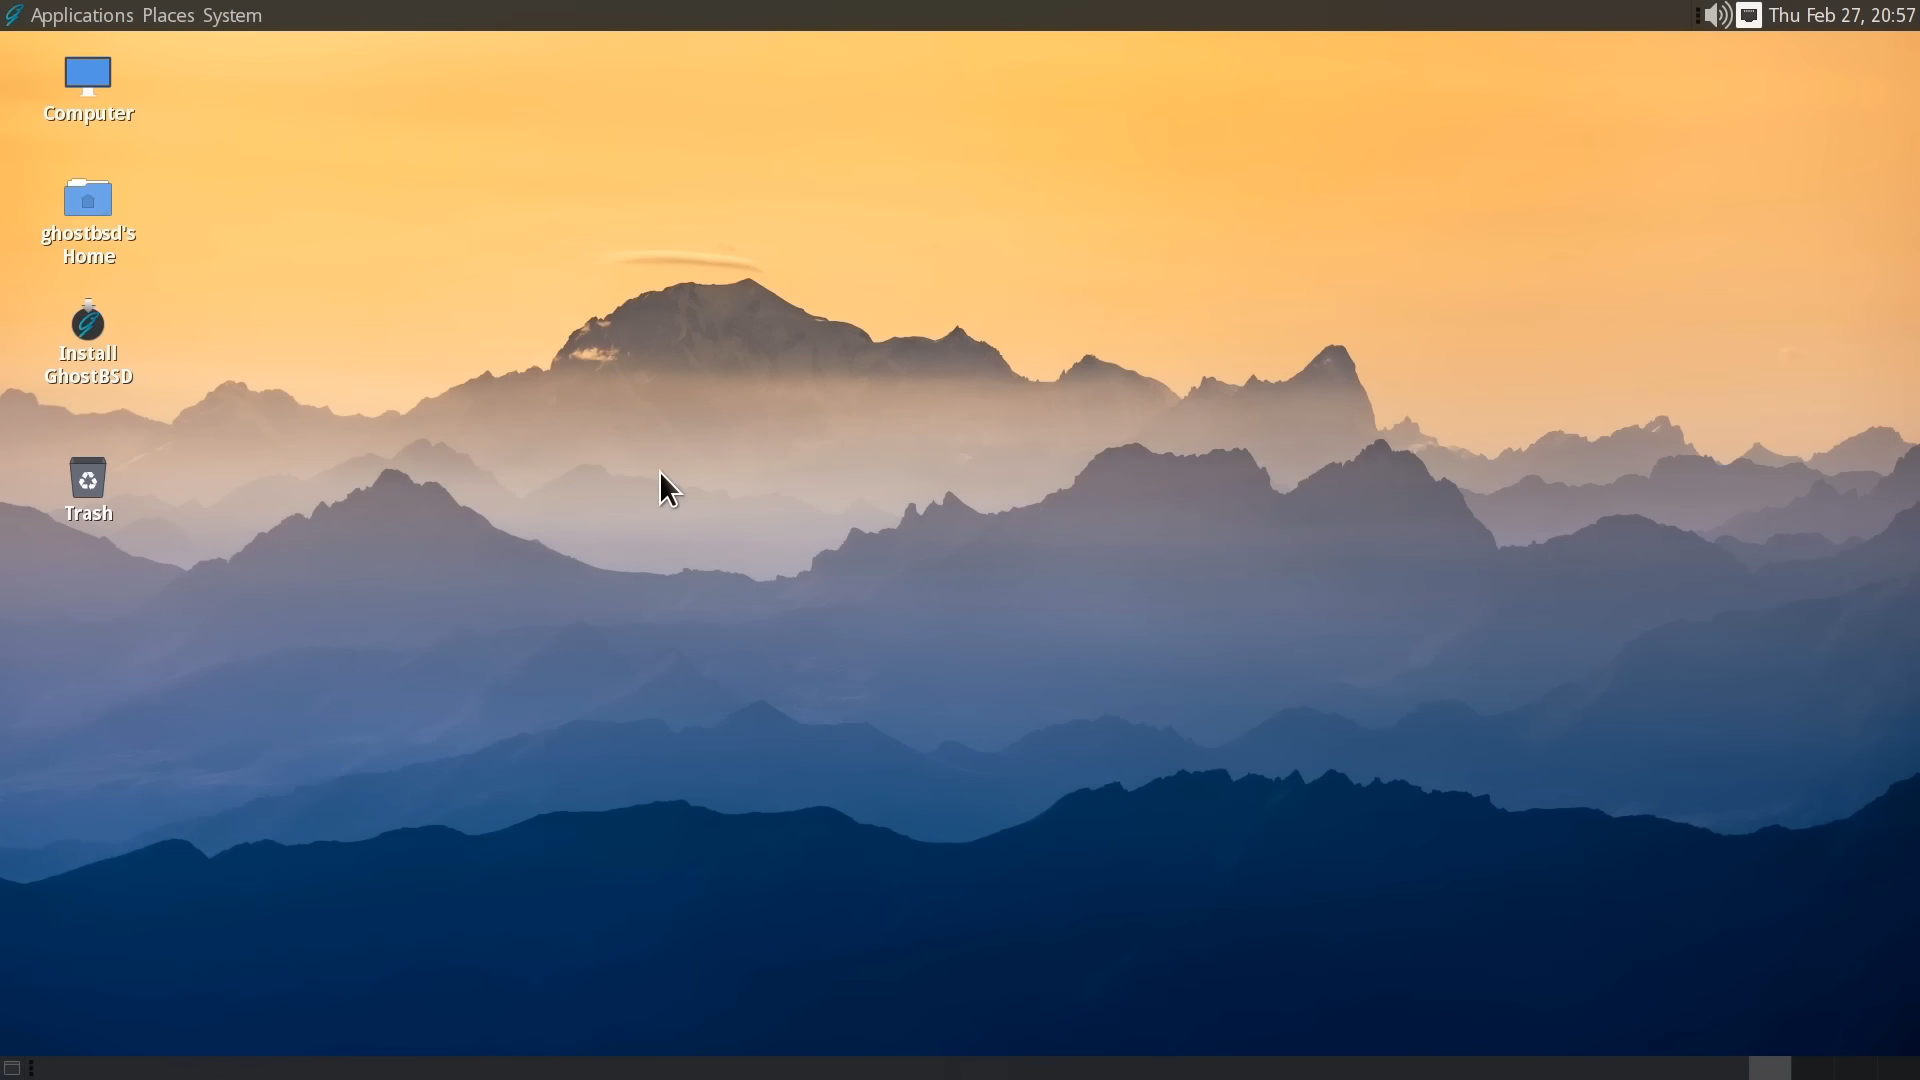 Applications Places System
Thu Feb 27, 20:57
Computer
ghostbsd's
Home
Install
GhostBSD
Trash